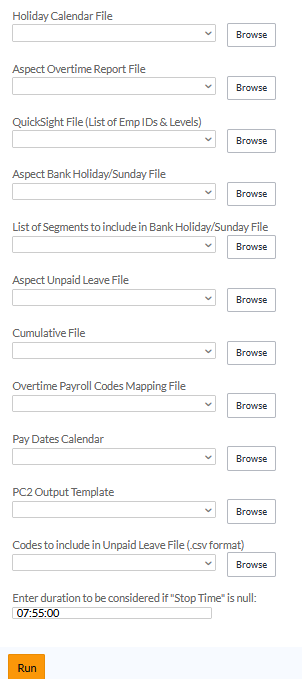 Holiday Calendar File
Browse
Aspect Overtime Report File
Browse
QuickSight File (List of Emp IDs & Levels)
Browse
Aspect Bank Holiday/Sunday File
Browse
List of Segments to include in Bank Holiday/Sunday File
Browse
Aspect Unpaid Leave File
Browse
Cumulative File
Browse
Overtime Payroll Codes Mapping File
Browse
Pay Dates Calendar
Browse
PC2 Output Template
Browse
Codes to include in Unpaid Leave File (.csv format)
Browse
Enter duration to be considered if "Stop Time" is null:
07:55:00
Run